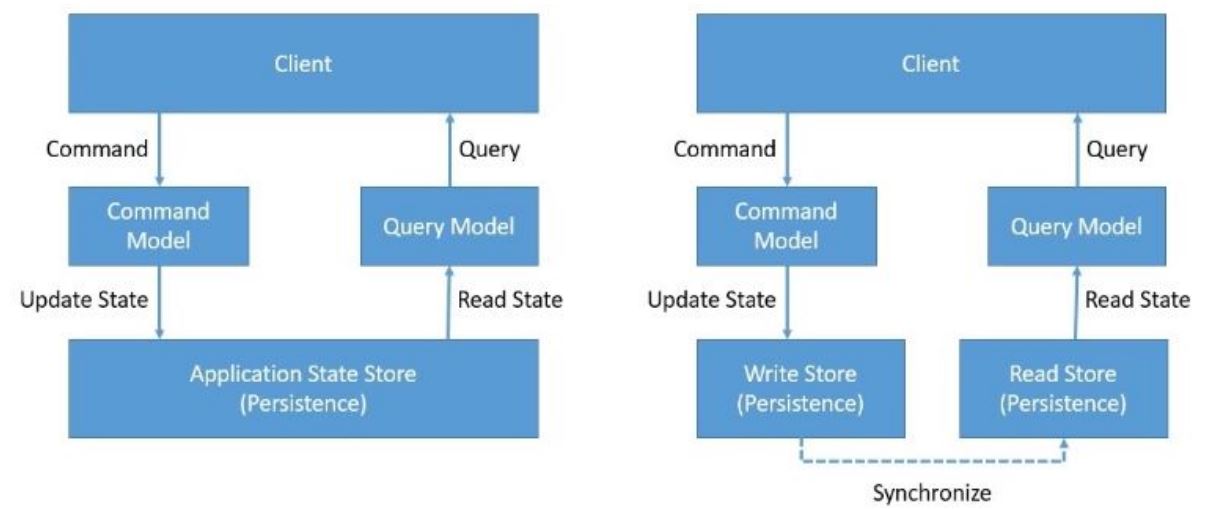 Client
Command
Query
Command
Model
Query Model
Update State
Read State
Application State Store
(Persistence)
Client
Command
Query
Command
Model
Query Model
Update State
Read State
Write Store
(Persistence)
Read Store
(Persistence)
Synchronize